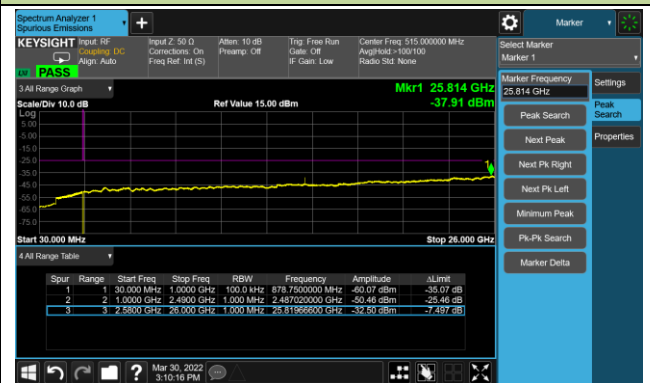 Spectrum Analyzer 1
Spurious Emissions
Marker
KEYSIGHT Input: RF Input Z: 50 Ω Atten: 10 dB Trig: Free Run Center Freq: 515.000000 MHz
Coupling: DC Corrections: On Preamp: Off Gate: Off Avg|Hold:>100/100
Align: Auto Freq Ref: Int (S) IF Gain: Low Radio Std: None
PASS
Select Marker
Marker 1
3 All Range Graph
Mkr1 25.814 GHz
Scale/Div 10.0 dB Ref Value 15.00 dBm -37.91 dBm
Log
5.00
-5.00
-15.0
-25.0
-35.0
-45.0
-55.0
-65.0
-75.0
1
Start 30.000 MHz Stop 26.000 GHz
4 All Range Table
Spur Range Start Freq Stop Freq RBW Frequency Amplitude ΔLimit
1 1 30.000 MHz 1.0000 GHz 100.0 kHz 878.7500000 MHz -60.07 dBm -35.07 dB
2 2 1.0000 GHz 2.4900 GHz 1.000 MHz 2.487020000 GHz -50.46 dBm -25.46 dB
3 3 2.5800 GHz 26.000 GHz 1.000 MHz 25.81966600 GHz -32.50 dBm -7.497 dB
Marker Frequency
25.814 GHz
Peak Search
Next Peak
Next Pk Right
Next Pk Left
Minimum Peak
Pk-Pk Search
Marker Delta
Settings
Peak
Search
Properties
Mar 30, 2022
3:10:16 PM